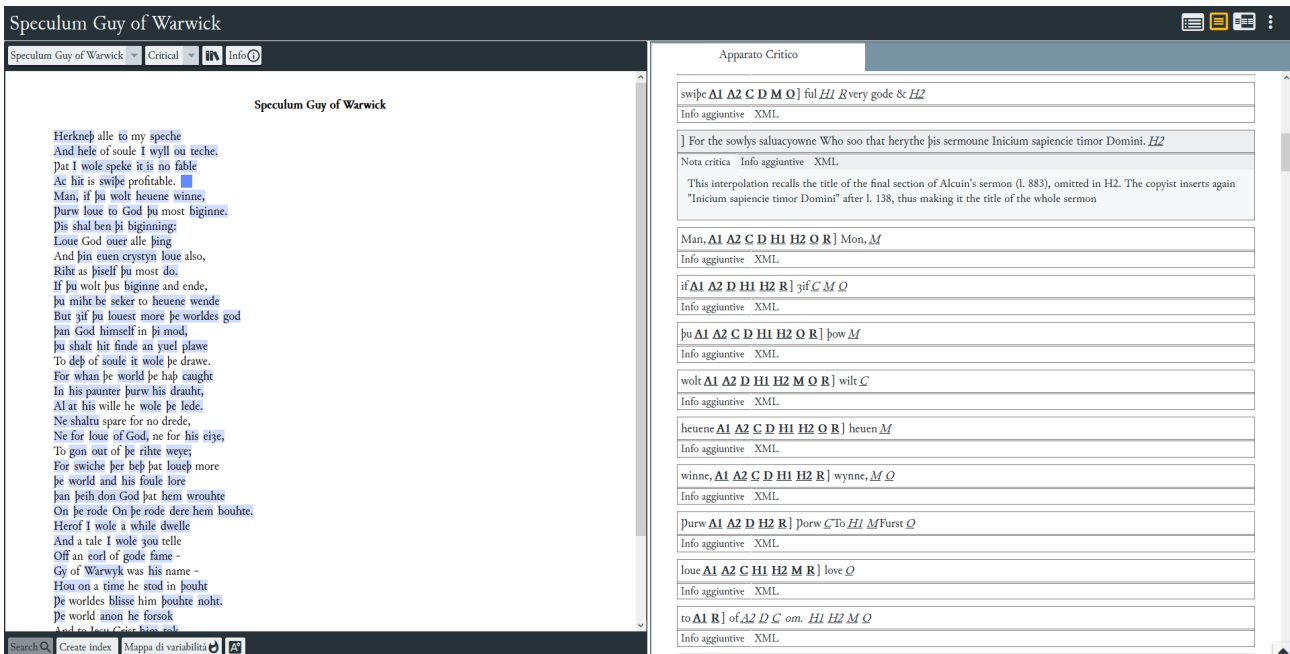 Speculum Guy of Warwick
Speculum Guy of Warwick Critical Info
Speculum Guy of Warwick
Herkneþ alle to my speche
And hele of soule I wyll ou teche.
Þat I wole speke it is no fable
Ac hit is swiþe profitable.
Man, if þu wolt heuene winne,
Þurw loue to God þu most biginne.
Þis shal ben þi biginning:
Loue God ouer alle þing
And þin euen crystyn loue also,
Riht as þiself þu most do.
If þu wolt þus biginne and ende,
þu miht be seker to heuene wende
But ȝif þu louest more þe worldes god
þan God himself in þi mod,
þu shalt hit finde an yuel plawe
To deþ of soule it wole þe drawe.
For whan þe world þe haþ caught
In his paunter þurw his drauht,
Al at his wille he wole þe lede.
Ne shaltu spare for no drede,
Ne for loue of God, ne for his eiȝe,
To gon out of þe rihte weye;
For swiche þer beþ þat loueþ more
þe world and his foule lore
þan þeih don God þat hem wrouhte
On þe rode On þe rode dere hem bouhte.
Herof I wole a while dwelle
And a tale I wole ȝou telle
Off an eorl of gode fame -
Gy of Warwyk was his name -
Hou on a time he stod in þouht
Þe worldes blisse him þouhte noht.
Þe world anon he forsok
And to Jesu Crist him tok
Search Create index Mappa di variabilità
Apparato Critico
swiþe A1 A2 C D M O ] ful H1 R very gode & H2
Info aggiuntive XML
] For the sowlys saluacyowne Who soo that herythe þis sermoune Inicium sapiencie timor Domini. H2
Nota critica Info aggiuntive XML
This interpolation recalls the title of the final section of Alcuin's sermon (l. 883), omitted in H2. The copyist inserts again
"Inicium sapiencie timor Domini" after l. 138, thus making it the title of the whole sermon
Man, A1 A2 C D H1 H2 O R ] Mon, M
Info aggiuntive XML
if A1 A2 D H1 H2 R ] ȝif C M O
Info aggiuntive XML
þu A1 A2 C D H1 H2 O R ] þow M
Info aggiuntive XML
wolt A1 A2 D H1 H2 M O R ] wilt C
Info aggiuntive XML
heuene A1 A2 C D H1 H2 O R ] heuen M
Info aggiuntive XML
winne, A1 A2 C D H1 H2 R ] wynne, M O
Info aggiuntive XML
Þurw A1 A2 D H2 R ] Þorw C To H1 M Furst O
Info aggiuntive XML
loue A1 A2 C H1 H2 M R ] love O
Info aggiuntive XML
to A1 R ] of A2 D C om. H1 H2 M O
Info aggiuntive XML